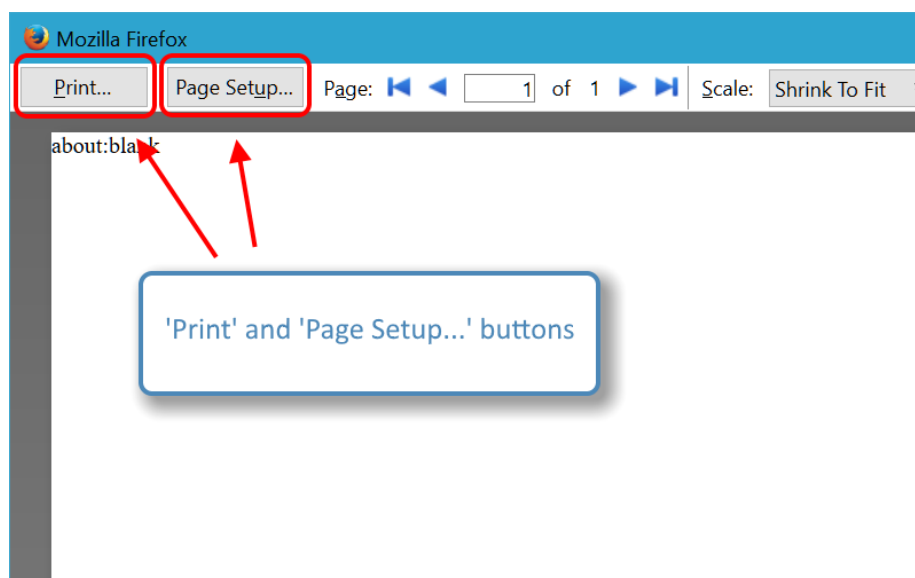 Mozilla Firefox
Print... Page Setup... Page: 1 of 1 Scale: Shrink To Fit
about:blank
'Print' and 'Page Setup...' buttons